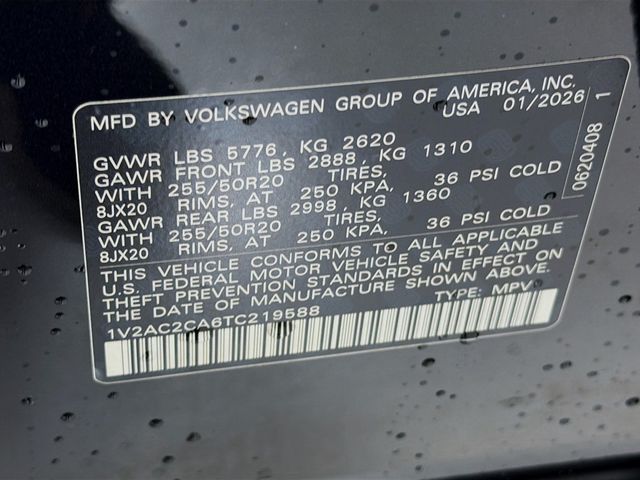 MFD BY VOLKSWAGEN GROUP OF AMERICA, INC.
USA 01/2026
GVWR LBS 5776, KG 2620
GAWR FRONT LBS 2888, KG 1310
WITH 255/50R20 TIRES, 36 PSI COLD
8JX20 RIMS, AT 250 KPA,
GAWR REAR LBS 2998, KG 1360
WITH 255/50R20 TIRES, 36 PSI COLD
8JX20 RIMS, AT 250 KPA,
THIS VEHICLE CONFORMS TO ALL APPLICABLE
U.S. FEDERAL MOTOR VEHICLE SAFETY AND
THEFT PREVENTION STANDARDS IN EFFECT ON
THE DATE OF MANUFACTURE SHOWN ABOVE.
1V2AC2CA6TC219588 TYPE: MPV
0620408 1